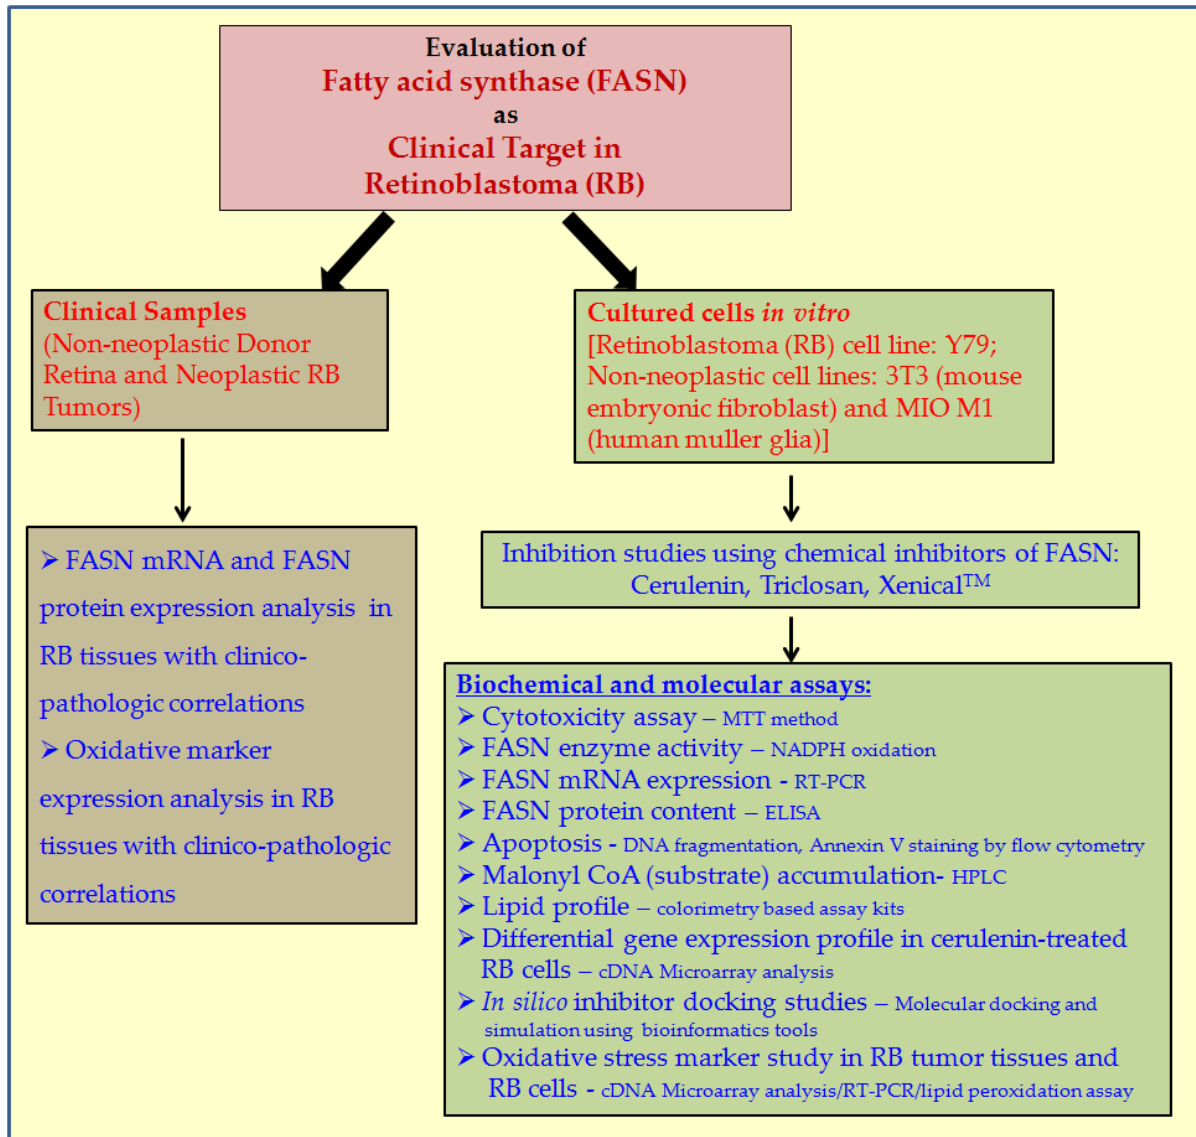 Evaluation of
Fatty acid synthase (FASN)
as
Clinical Target in
Retinoblastoma (RB)
Clinical Samples
(Non-neoplastic Donor
Retina and Neoplastic RB
Tumors)
➢ FASN mRNA and FASN
protein expression analysis in
RB tissues with clinico-
pathologic correlations
➢ Oxidative marker
expression analysis in RB
tissues with clinico-pathologic
correlations
Cultured cells in vitro
[Retinoblastoma (RB) cell line: Y79;
Non-neoplastic cell lines: 3T3 (mouse
embryonic fibroblast) and MIO M1
(human muller glia)]
Inhibition studies using chemical inhibitors of FASN:
Cerulenin, Triclosan, Xenical™
Biochemical and molecular assays:
➢ Cytotoxicity assay – MTT method
➢ FASN enzyme activity – NADPH oxidation
➢ FASN mRNA expression - RT-PCR
➢ FASN protein content – ELISA
➢ Apoptosis - DNA fragmentation, Annexin V staining by flow cytometry
➢ Malonyl CoA (substrate) accumulation- HPLC
➢ Lipid profile – colorimetry based assay kits
➢ Differential gene expression profile in cerulenin-treated
RB cells – cDNA Microarray analysis
➢ In silico inhibitor docking studies – Molecular docking and
simulation using bioinformatics tools
➢ Oxidative stress marker study in RB tumor tissues and
RB cells - cDNA Microarray analysis/RT-PCR/lipid peroxidation assay